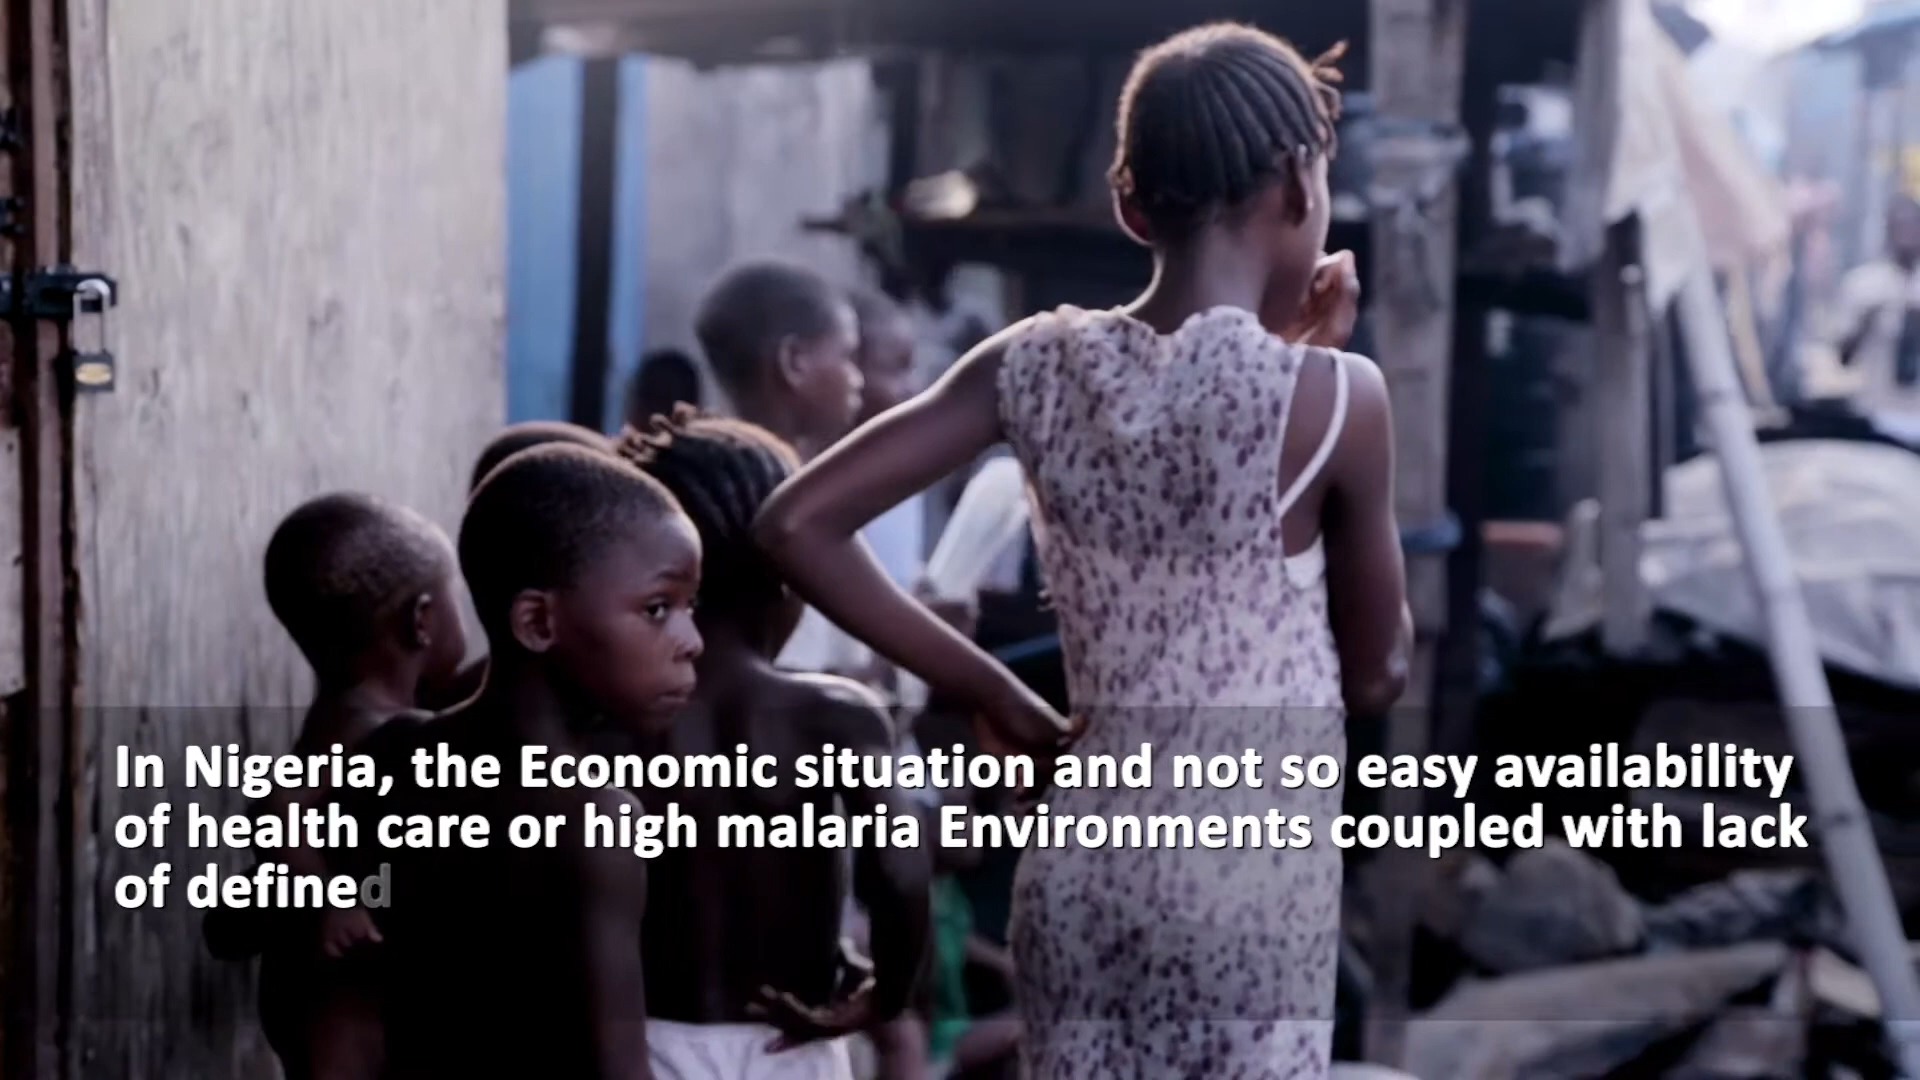 In Nigeria, the Economic situation and not so easy availability
of health care or high malaria Environments coupled with lack
of defined